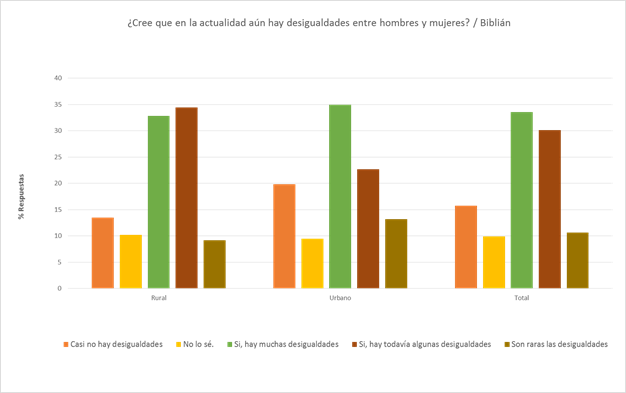 ¿Cree que en la actualidad aún hay desigualdades entre hombres y mujeres? / Biblián
40
35
30
25
20
15
10
5
0
% Respuestas
Rural Urbano Total
Casi no hay desigualdades No lo sé. Si, hay muchas desigualdades Si, hay todavía algunas desigualdades Son raras las desigualdades